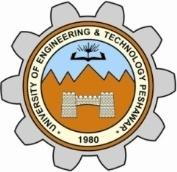 UNIVERSITY OF ENGINEERING & TECHNOLOGY PESHAWAR
1980